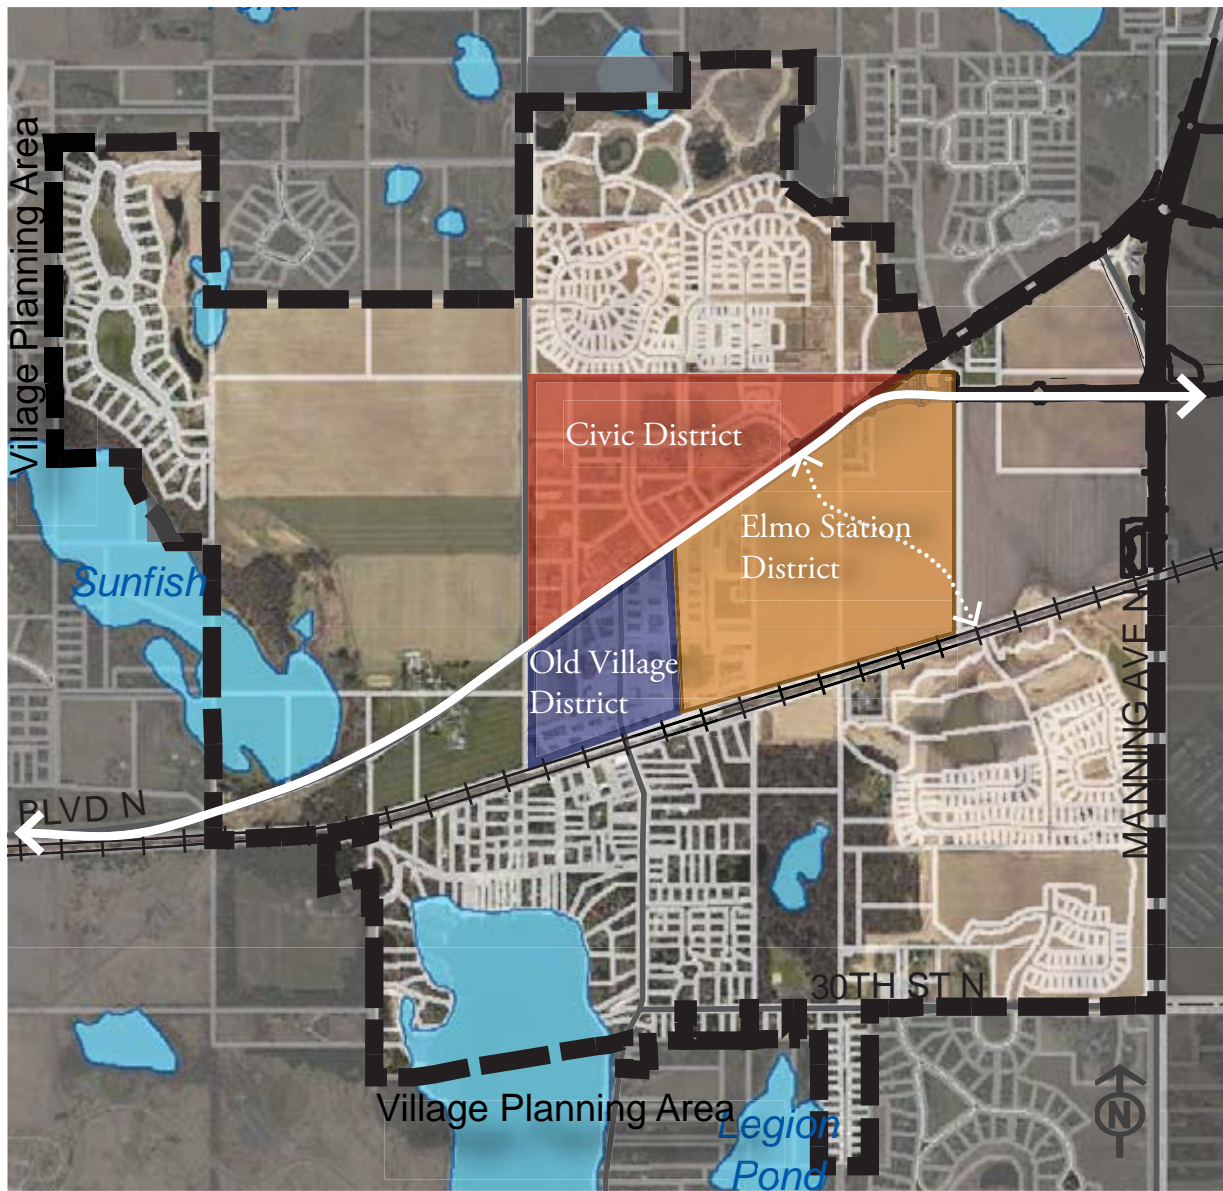 Pond
Village Planning Area
Civic District
Elmo Station
District
Sunfish
Old Village
District
MANNING AVE N
BLVD N
30TH ST N
Village Planning Area
Legion
Pond
N